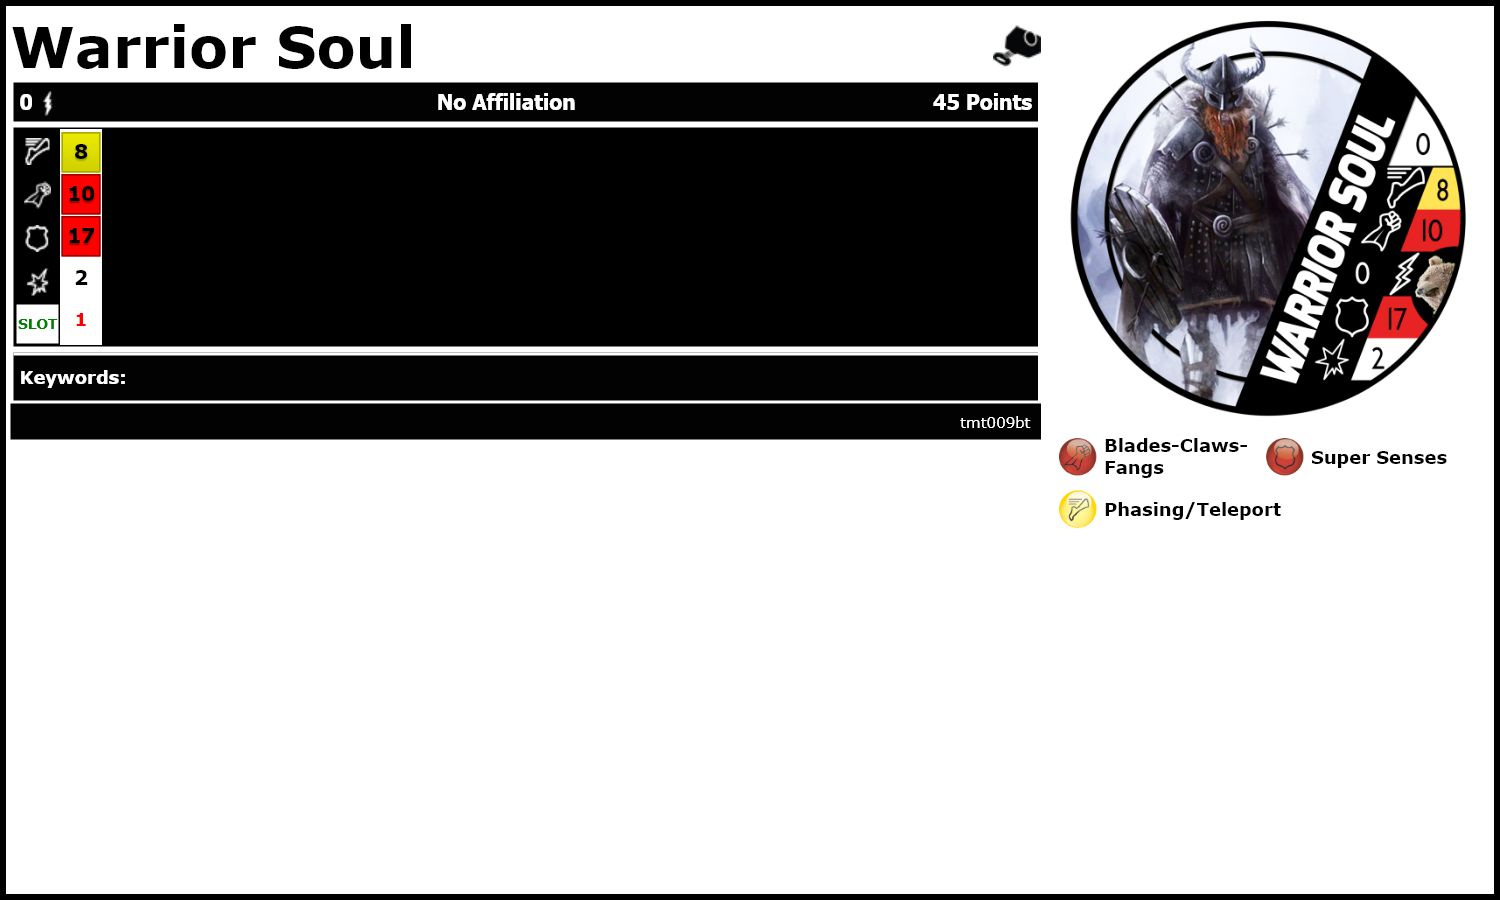 Warrior Soul
0
No Affiliation
45 Points
8
10
17
2
SLOT 1
Keywords:
tmt009bt
WARRIOR SOUL
0
8
10
0
17
2
Blades-Claws-
Fangs
Super Senses
Phasing/Teleport